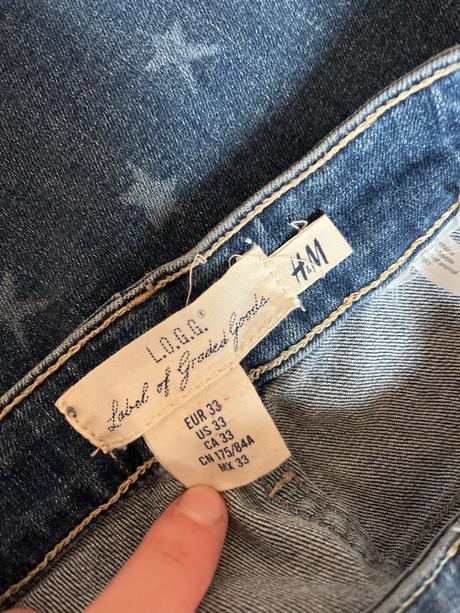 H&M
L.O.G.G.®
Label of Graded Goods
EUR 33
US 33
CA 33
CN 175/84A
MX 33